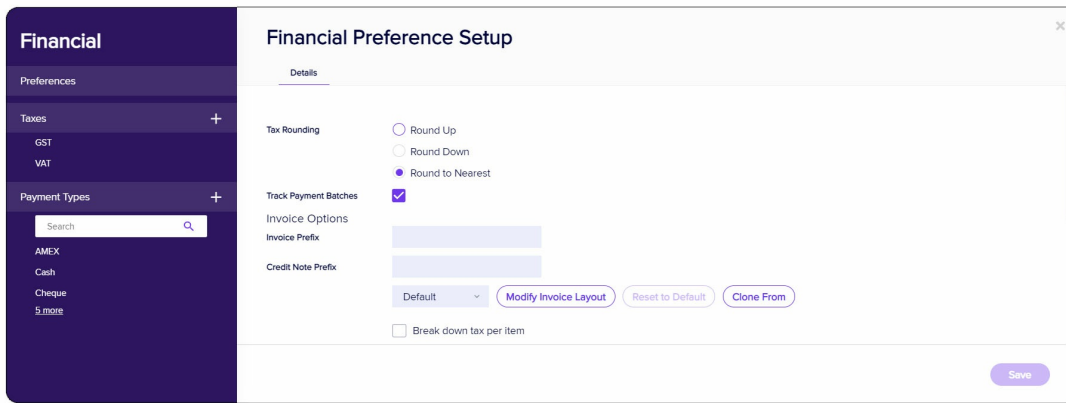 Financial
Preferences
Taxes
GST
VAT
Payment Types
Search
AMEX
Cash
Cheque
5 more
Financial Preference Setup
Details
Tax Rounding
Round Up
Round Down
Round to Nearest
Track Payment Batches
Invoice Options
Invoice Prefix
Credit Note Prefix
Default Modify Invoice Layout Reset to Default Clone From
Break down tax per item
Save